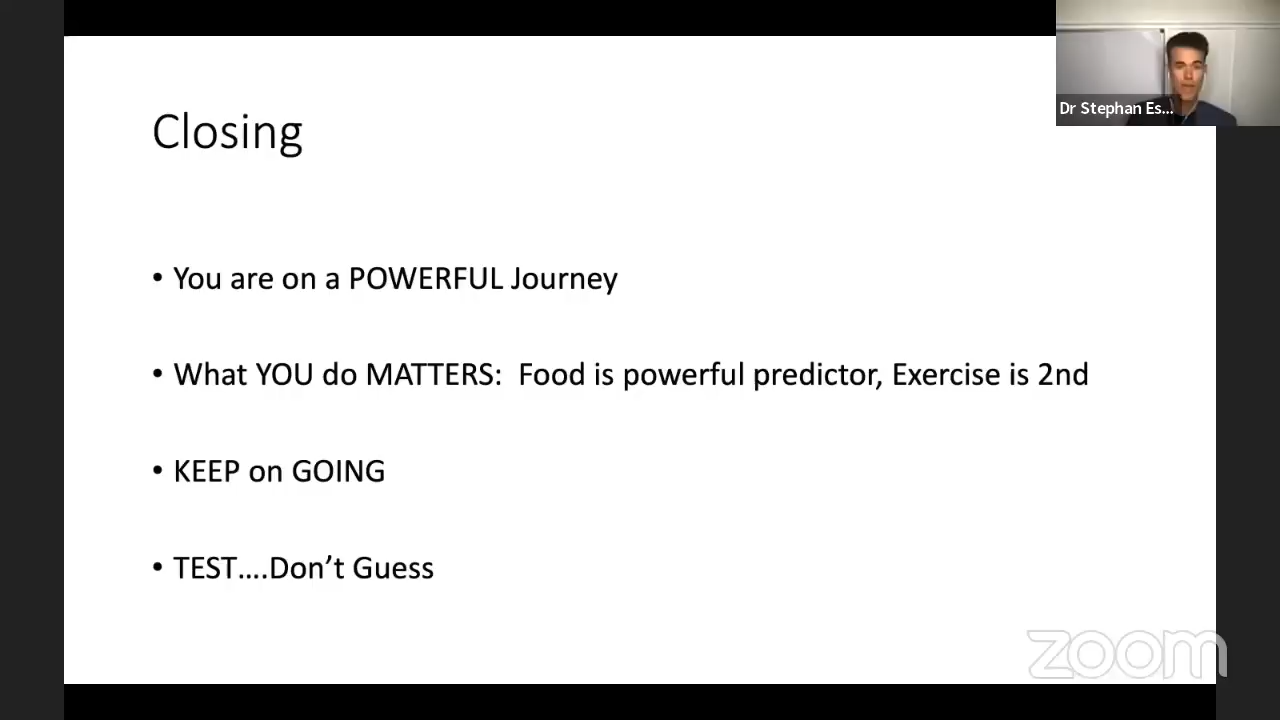 Dr Stephan Es...
Closing
• You are on a POWERFUL Journey
• What YOU do MATTERS:  Food is powerful predictor, Exercise is 2nd
• KEEP on GOING
• TEST....Don’t Guess
zoom